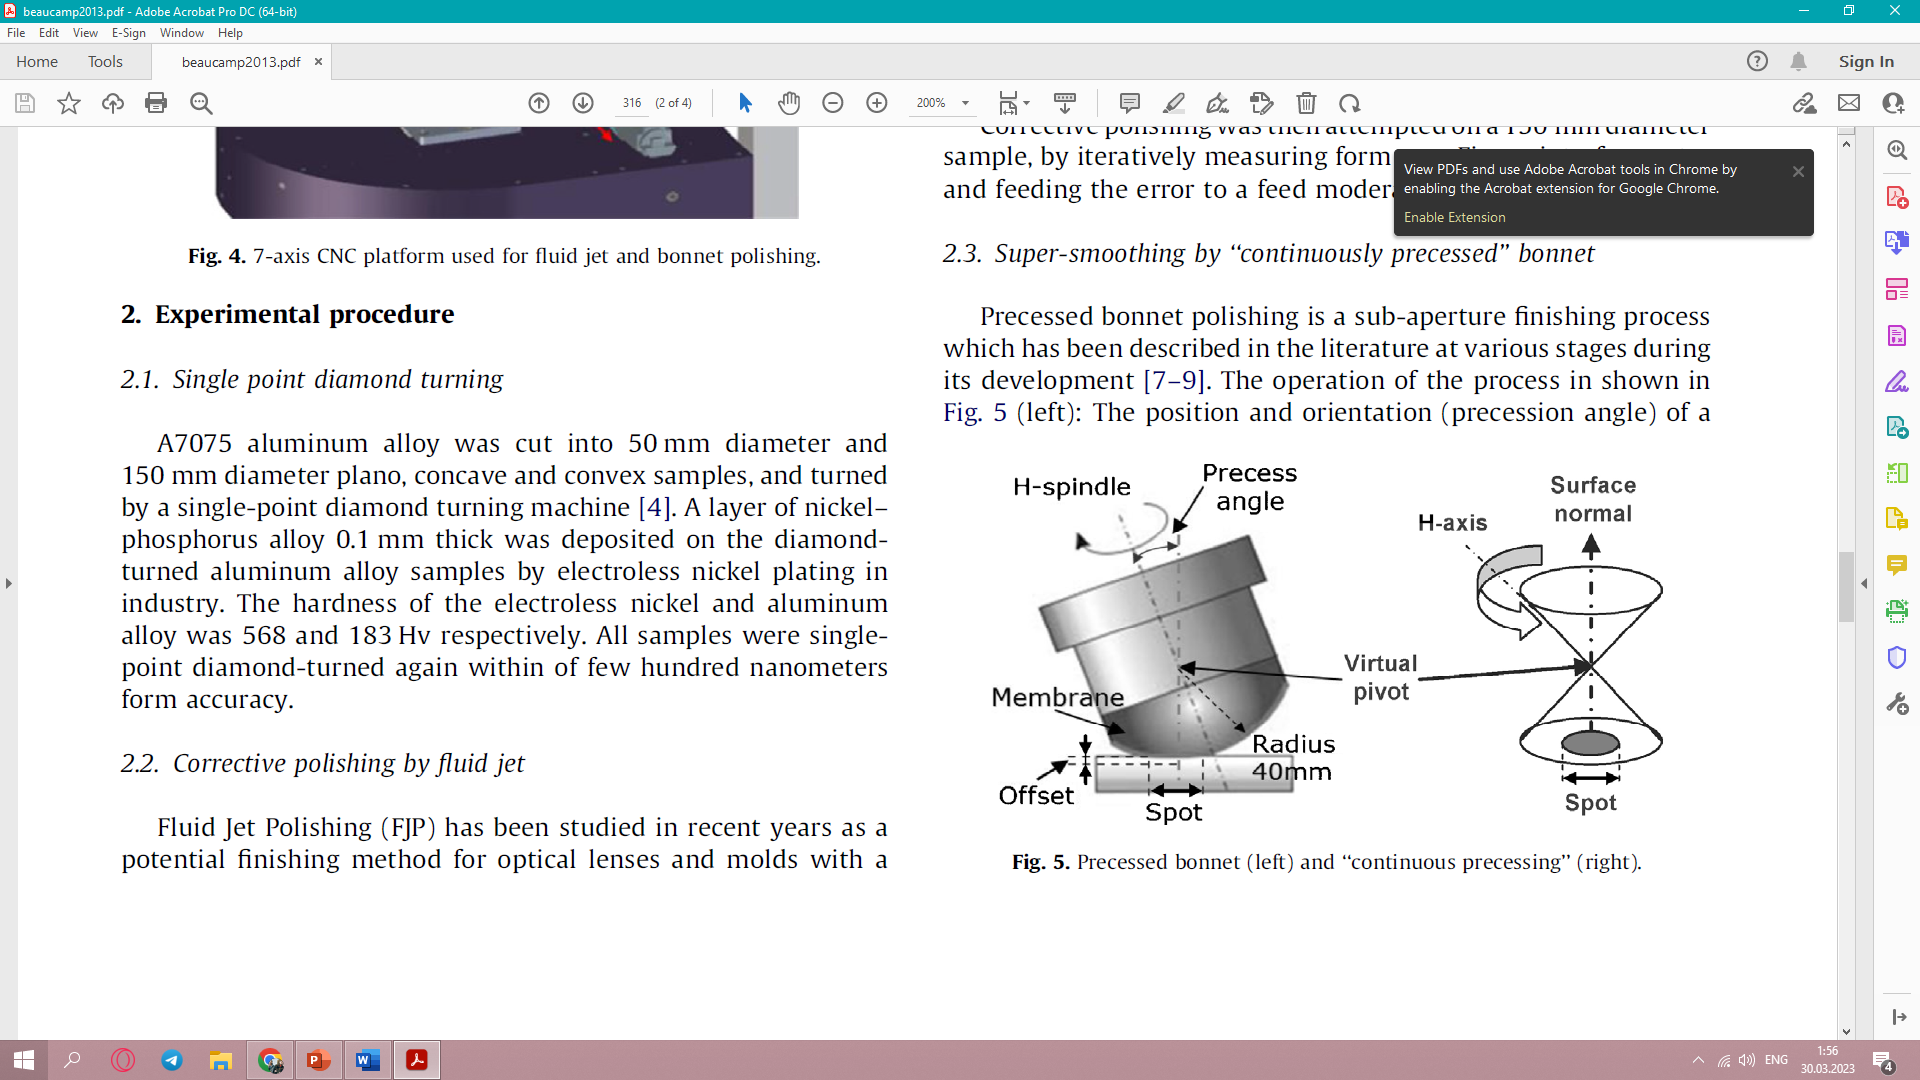 beaucamp2013.pdf - Adobe Acrobat Pro DC (64-bit)
File Edit View E-Sign Window Help
Home Tools beaucamp2013.pdf × Sign In
316 (2 of 4) 200%
Fig. 4. 7-axis CNC platform used for fluid jet and bonnet polishing.
2. Experimental procedure
2.1. Single point diamond turning
A7075 aluminum alloy was cut into 50 mm diameter and
150 mm diameter plano, concave and convex samples, and turned
by a single-point diamond turning machine [4]. A layer of nickel–
phosphorus alloy 0.1 mm thick was deposited on the diamond-
turned aluminum alloy samples by electroless nickel plating in
industry. The hardness of the electroless nickel and aluminum
alloy was 568 and 183 Hv respectively. All samples were single-
point diamond-turned again within of few hundred nanometers
form accuracy.
2.2. Corrective polishing by fluid jet
Fluid Jet Polishing (FJP) has been studied in recent years as a
potential finishing method for optical lenses and molds with a
Corrective polishing was then attempted on a 150 mm diameter
sample, by iteratively measuring form
and feeding the error to a feed moder
View PDFs and use Adobe Acrobat tools in Chrome by
enabling the Acrobat extension for Google Chrome.
Enable Extension
2.3. Super-smoothing by “continuously precessed” bonnet
Precessed bonnet polishing is a sub-aperture finishing process
which has been described in the literature at various stages during
its development [7–9]. The operation of the process in shown in
Fig. 5 (left): The position and orientation (precession angle) of a
H-spindle
Precess
angle
Membrane
Offset
Spot
Radius
40mm
Virtual
pivot
H-axis
Surface
normal
Spot
Fig. 5. Precessed bonnet (left) and “continuous precessing” (right).
ENG
1:56
30.03.2023
4